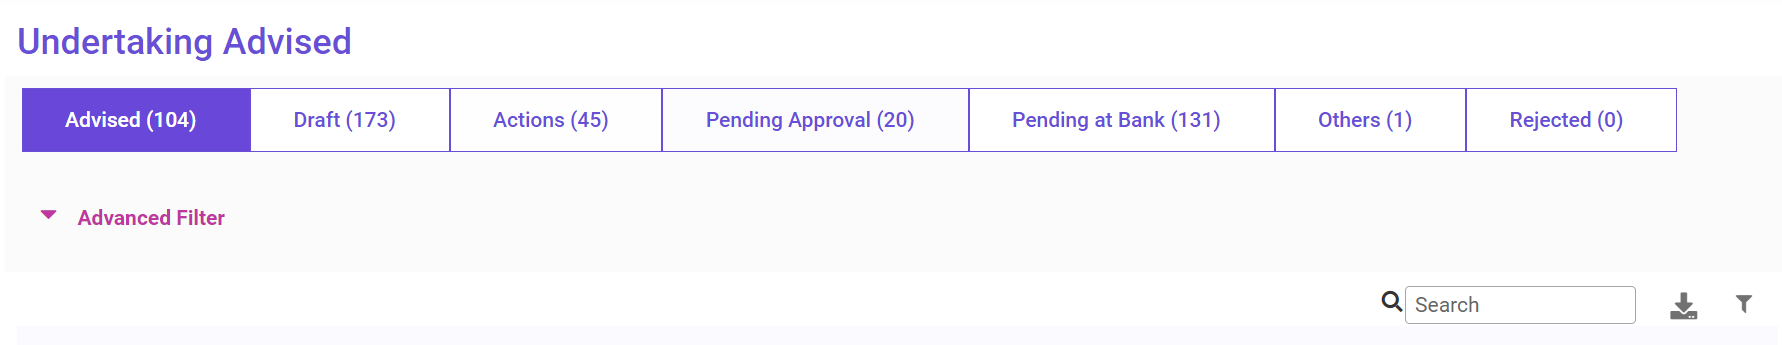 Undertaking Advised
Advised (104) Draft (173) Actions (45) Pending Approval (20) Pending at Bank (131) Others (1) Rejected (0)
Advanced Filter
Search